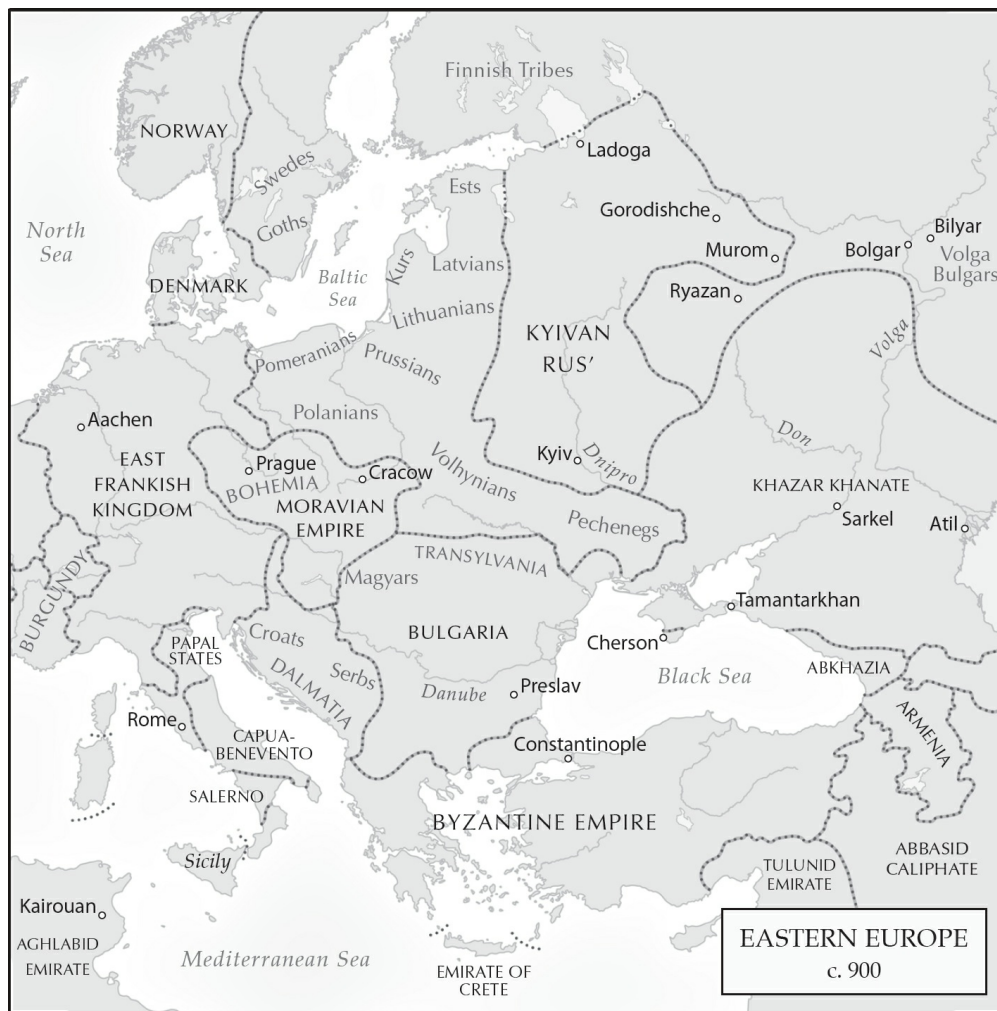 Finnish Tribes
NORWAY
Ladoga
Swedes
Ests
Gorodishche
North
Sea
Goths
Bilyar
Bolgar
Murom
Volga
Bulgars
Kurs
Latvians
Baltic
Sea
DENMARK
Ryazan
Lithuanians
KYIVAN
RUS’
Volga
Pomeranians
Prussians
Polanians
Aachen
Don
EAST
FRANKISH
KINGDOM
Prague
BOHEMIA
Cracow
Volhynians
Kyiv
Dnipro
MORAVIAN
EMPIRE
KHAZAR KHANATE
Sarkel
Atil
Pechenegs
TRANSYLVANIA
Magyars
BURGUNDY
Tamantarkhan
PAPAL
STATES
Croats
BULGARIA
Cherson
Serbs
DALMATIA
Black Sea
ABKHAZIA
Danube
Preslav
Rome
ARMENIA
CAPUA-
BENEVENTO
Constantinople
SALERNO
BYZANTINE EMPIRE
Sicily
ABBASID
CALIPHATE
TULUNID
EMIRATE
Kairouan
AGHLABID
EMIRATE
Mediterranean Sea
EMIRATE OF
CRETE
EASTERN EUROPE
c. 900